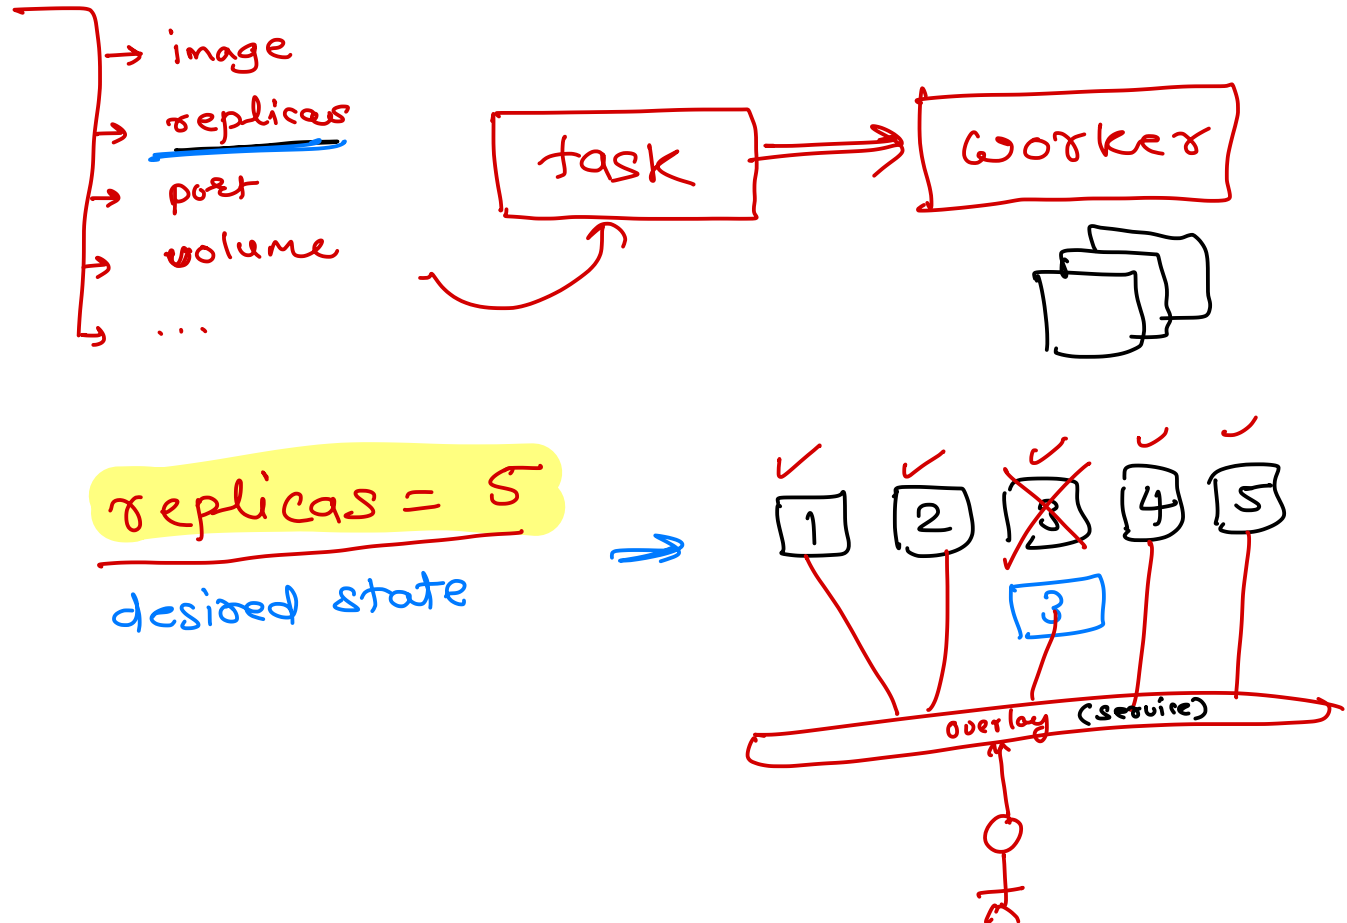 image
replicas
port
volume
...
task
worker
replicas = 5
desired state
1 2 3 4 5
3
overlay (service)